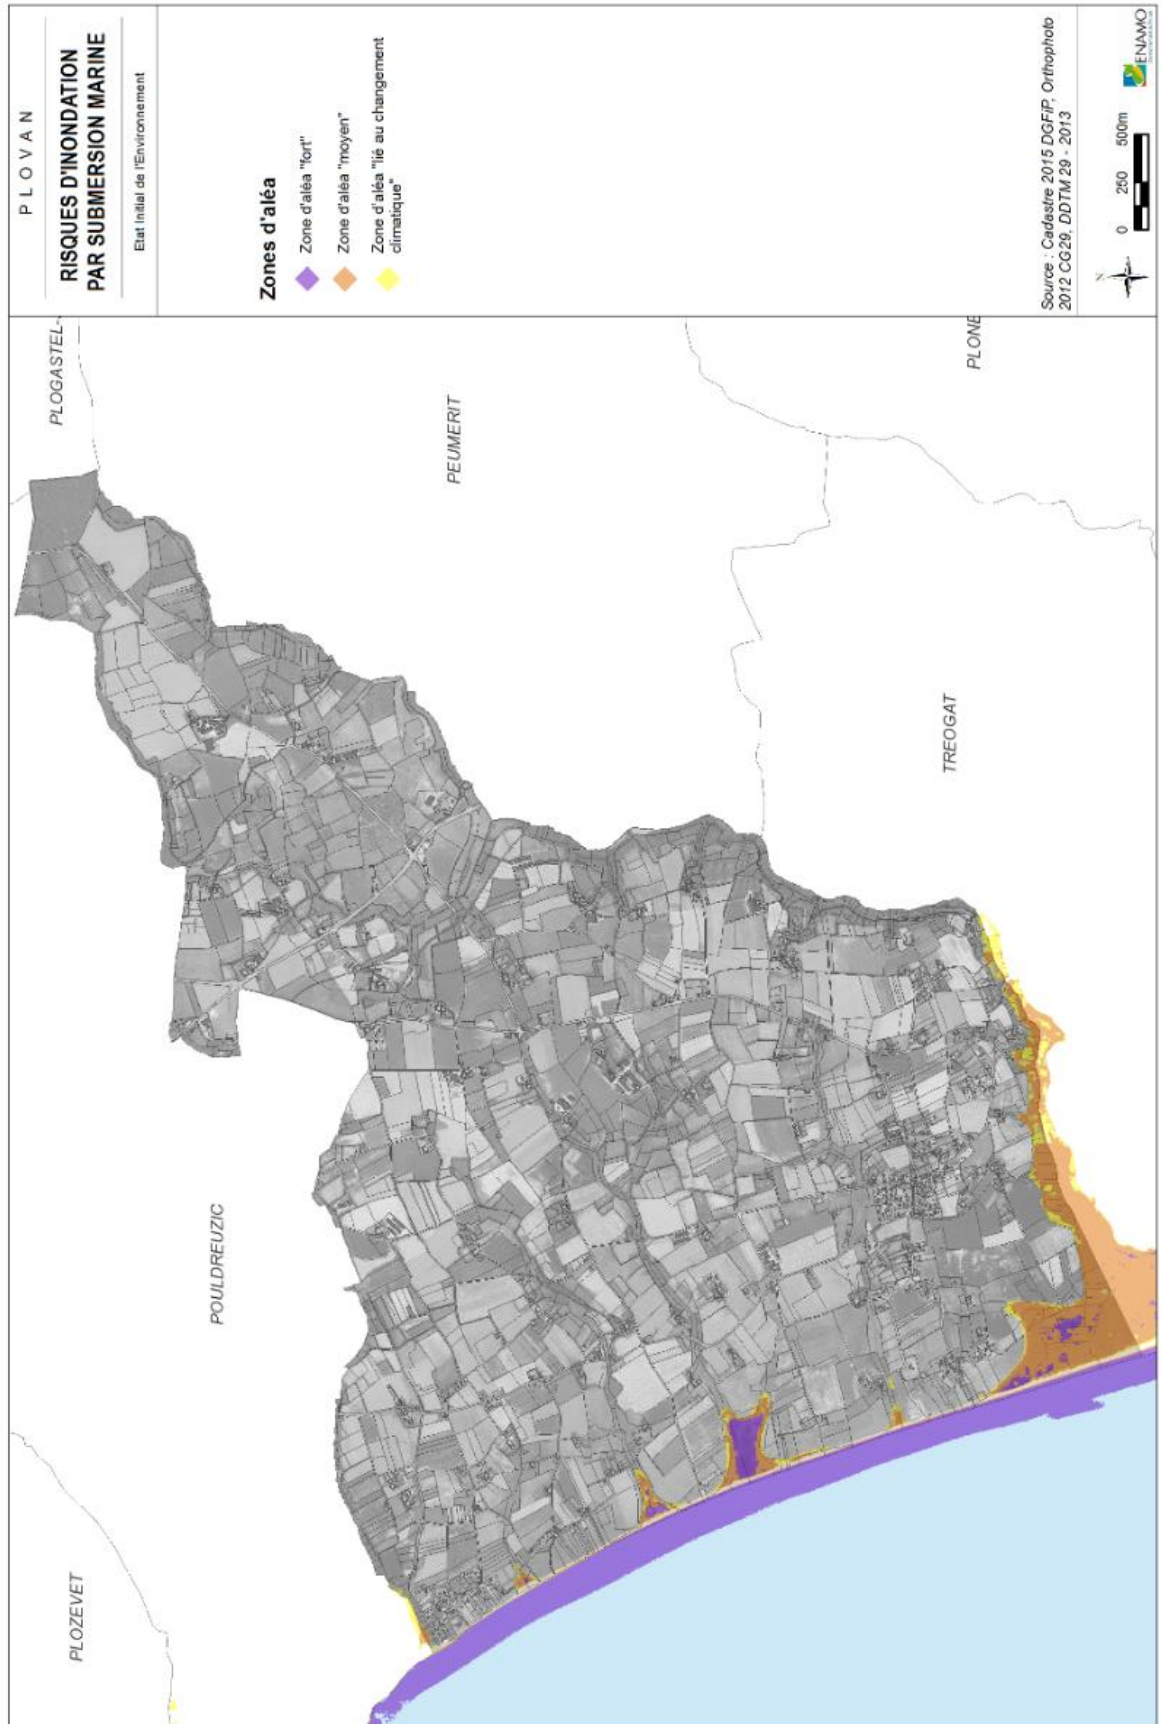 PLOVAN
RISQUES D'INONDATION
PAR SUBMERSION MARINE
Etat Initial de l'Environnement
Zones d'aléa
Zone d'aléa "fort"
Zone d'aléa "moyen"
Zone d'aléa "lié au changement
climatique"
Source : Cadastre 2015 DGFiP, Orthophoto
2012 CG29, DDTM 29 - 2013
N
0 250 500m
ENAMO
PLOGASTEL-
PEUMERIT
PLONE
TREOGAT
POULDREUZIC
PLOZEVET